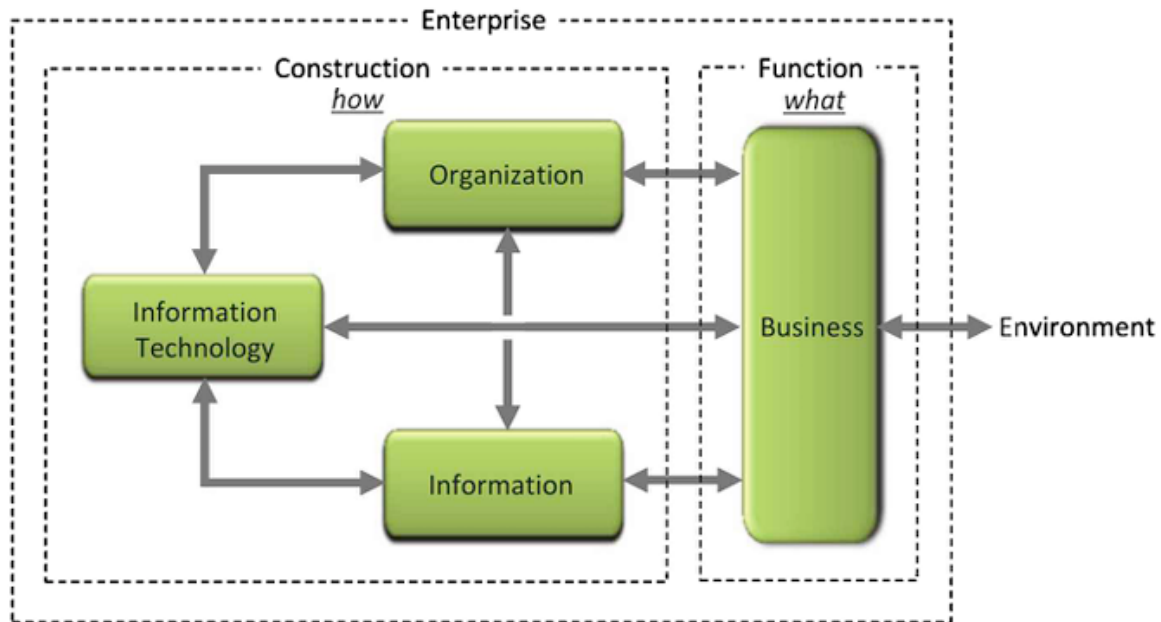 Enterprise
Construction
how
Function
what
Organization
Information
Technology
Business
Environment
Information